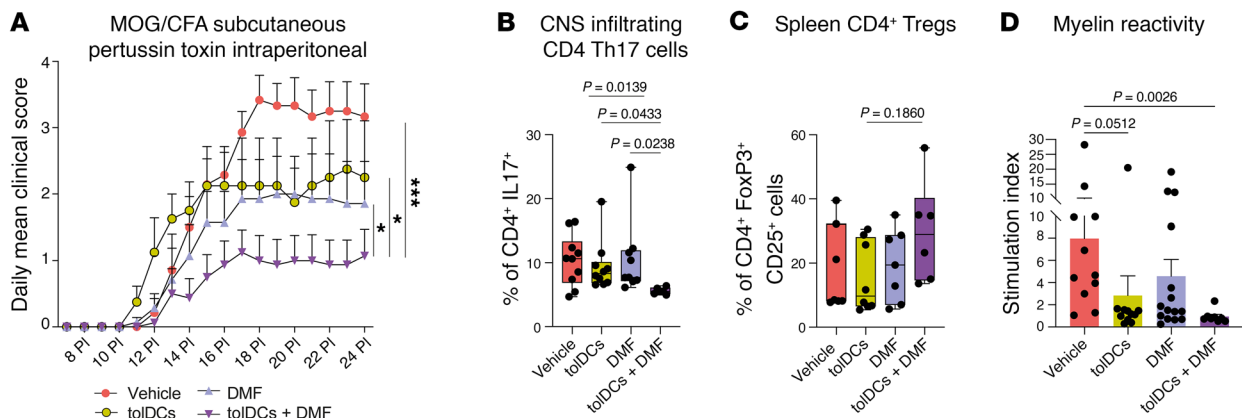 A
MOG/CFA subcutaneous
pertussin toxin intraperitoneal
Daily mean clinical score
4
3
2
1
0
8 PI
10 PI
12 PI
14 PI
16 PI
18 PI
20 PI
22 PI
24 PI
***
*
*
Vehicle
DMF
tolDCs
tolDCs + DMF
B
CNS infiltrating
CD4 Th17 cells
P = 0.0139
P = 0.0433
P = 0.0238
% of CD4+ IL17+
30
20
10
0
Vehicle
tolDCs
DMF
tolDCs + DMF
C
Spleen CD4+ Tregs
P = 0.1860
% of CD4+ FoxP3+
CD25+ cells
60
40
20
0
Vehicle
tolDCs
DMF
tolDCs + DMF
D
Myelin reactivity
P = 0.0026
P = 0.0512
Stimulation index
30
25
20
15
10
10
8
6
4
2
0
Vehicle
tolDCs
DMF
tolDCs + DMF